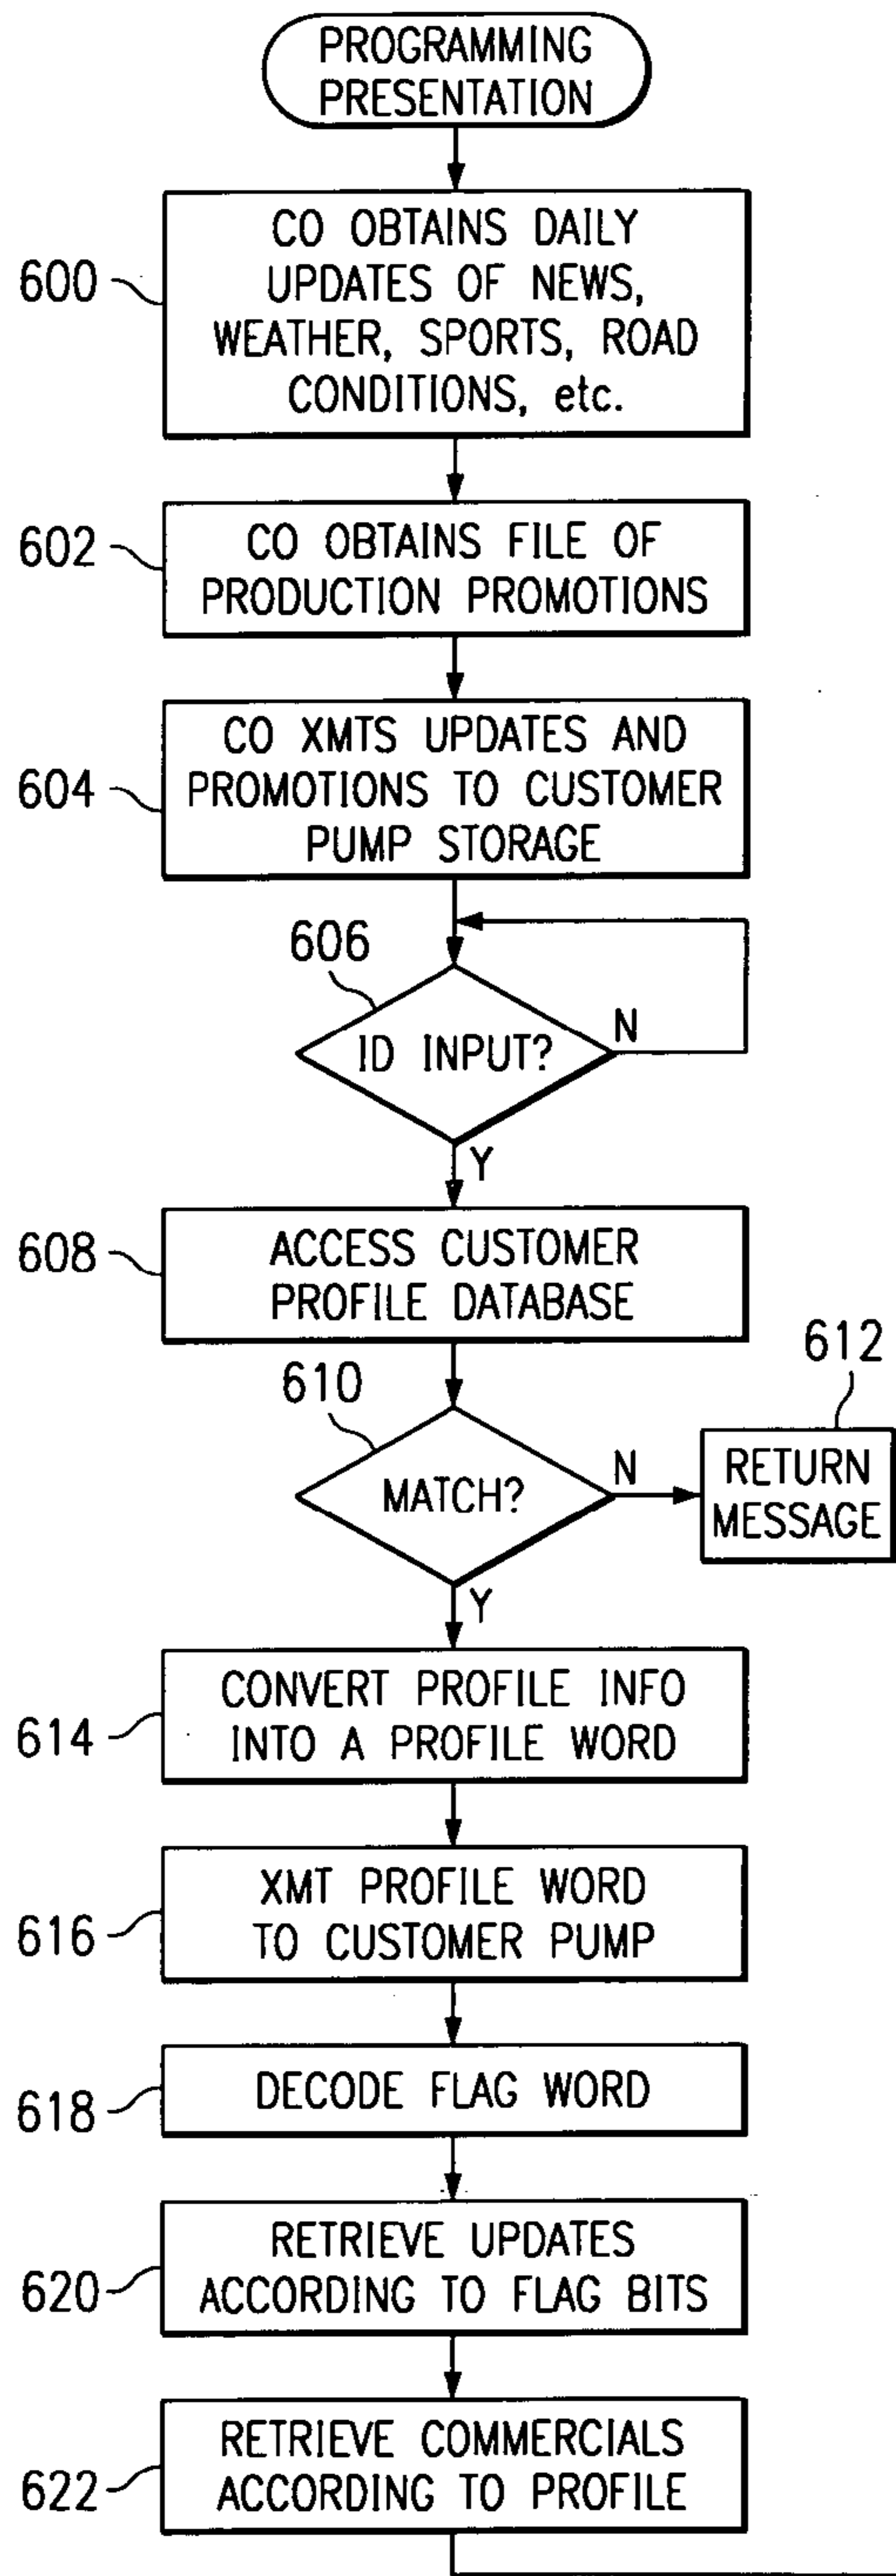 PROGRAMMING
PRESENTATION
600
CO OBTAINS DAILY
UPDATES OF NEWS,
WEATHER, SPORTS, ROAD
CONDITIONS, etc.
602
CO OBTAINS FILE OF
PRODUCTION PROMOTIONS
604
CO XMTS UPDATES AND
PROMOTIONS TO CUSTOMER
PUMP STORAGE
606
ID INPUT?
N
Y
608
ACCESS CUSTOMER
PROFILE DATABASE
610
MATCH?
N
612
RETURN
MESSAGE
Y
614
CONVERT PROFILE INFO
INTO A PROFILE WORD
616
XMT PROFILE WORD
TO CUSTOMER PUMP
618
DECODE FLAG WORD
620
RETRIEVE UPDATES
ACCORDING TO FLAG BITS
622
RETRIEVE COMMERCIALS
ACCORDING TO PROFILE